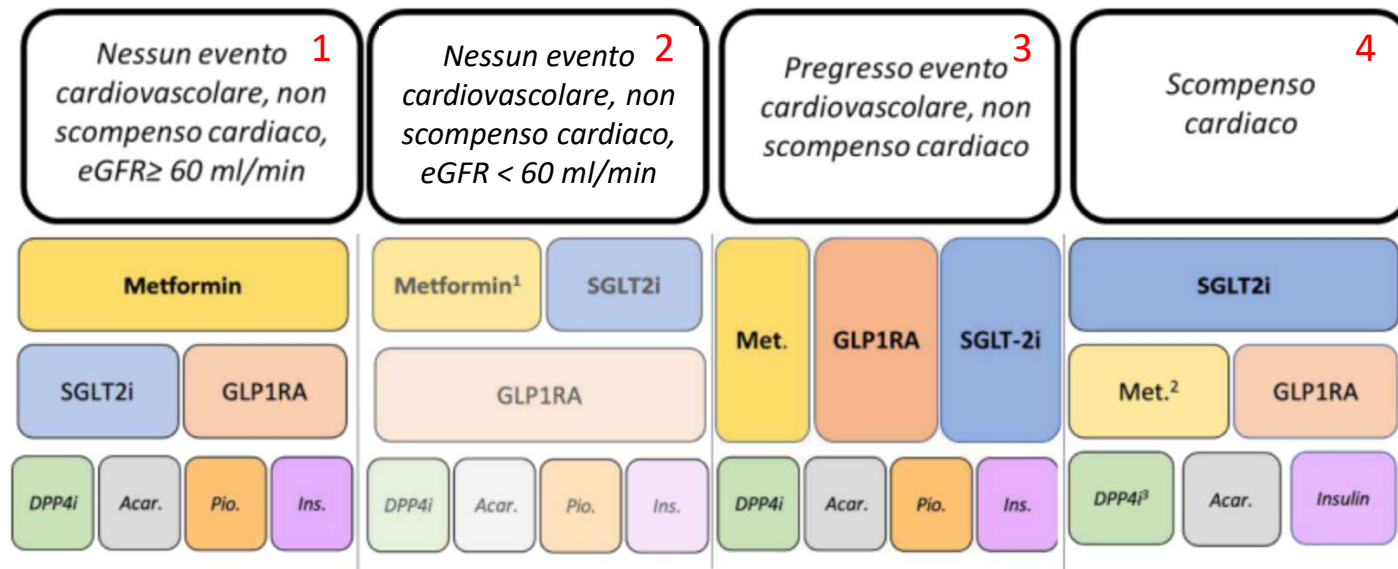 Nessun evento
cardiovascolare, non
scompenso cardiaco,
eGFR≥ 60 ml/min
1
Nessun evento
cardiovascolare, non
scompenso cardiaco,
eGFR < 60 ml/min
2
Pregresso evento
cardiovascolare, non
scompenso cardiaco
3
Scompenso
cardiaco
4
Metformin
SGLT2i
GLP1RA
DPP4i
Acar.
Pio.
Ins.
Metformin¹
SGLT2i
GLP1RA
DPP4i
Acar.
Pio.
Ins.
Met.
GLP1RA
SGLT-2i
DPP4i
Acar.
Pio.
Ins.
SGLT2i
Met.²
GLP1RA
DPP4i³
Acar.
Insulin